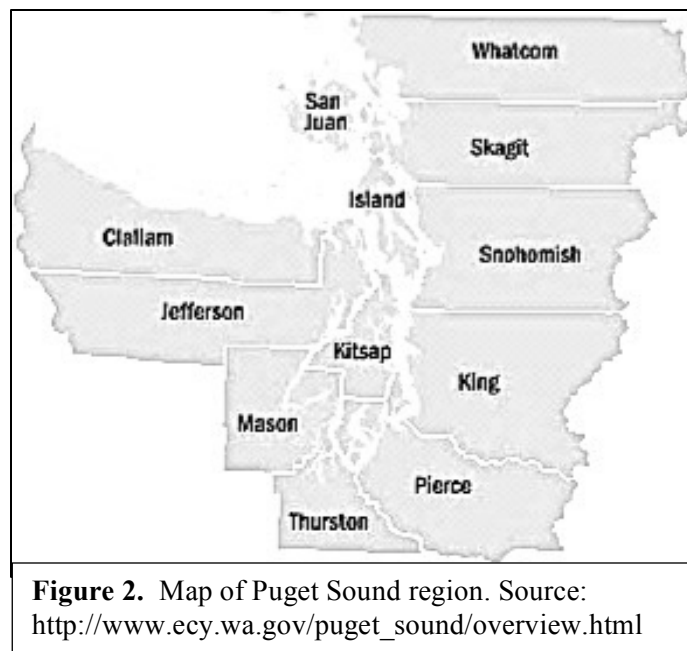 Whatcom
San
Juan
Skagit
Island
Clallam
Snohomish
Jefferson
Kitsap
King
Mason
Pierce
Thurston
Figure 2. Map of Puget Sound region. Source:
http://www.ecy.wa.gov/puget_sound/overview.html